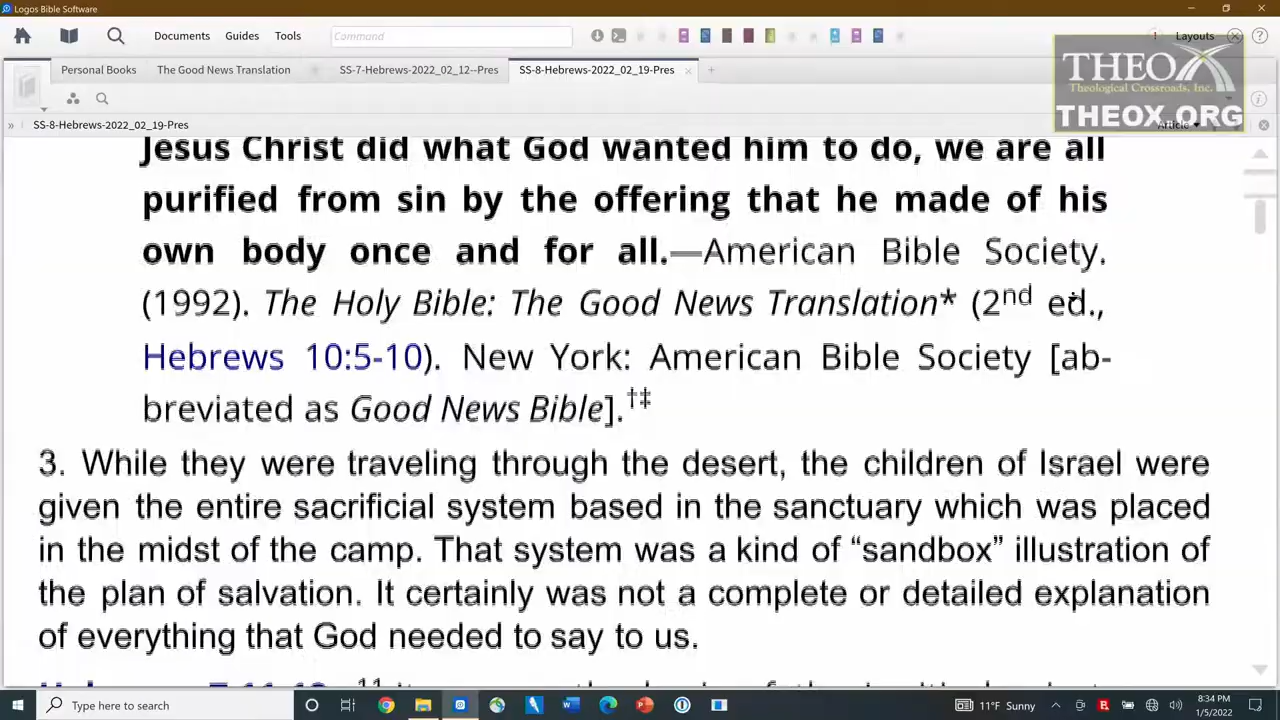 Logos Bible Software
Documents Guides Tools Command Layouts
Personal Books The Good News Translation SS-7-Hebrews-2022_02_12--Pres SS-8-Hebrews-2022_02_19-Pres
THEOX
Theological Crossroads, Inc.
THEOX.ORG
SS-8-Hebrews-2022_02_19-Pres Article
Jesus Christ did what God wanted him to do, we are all
purified from sin by the offering that he made of his
own body once and for all.—American Bible Society.
(1992). The Holy Bible: The Good News Translation* (2nd ed.,
Hebrews 10:5-10). New York: American Bible Society [ab-
breviated as Good News Bible].†‡
3. While they were traveling through the desert, the children of Israel were
given the entire sacrificial system based in the sanctuary which was placed
in the midst of the camp. That system was a kind of “sandbox” illustration of
the plan of salvation. It certainly was not a complete or detailed explanation
of everything that God needed to say to us.
Type here to search
11°F Sunny
8:34 PM
1/5/2022